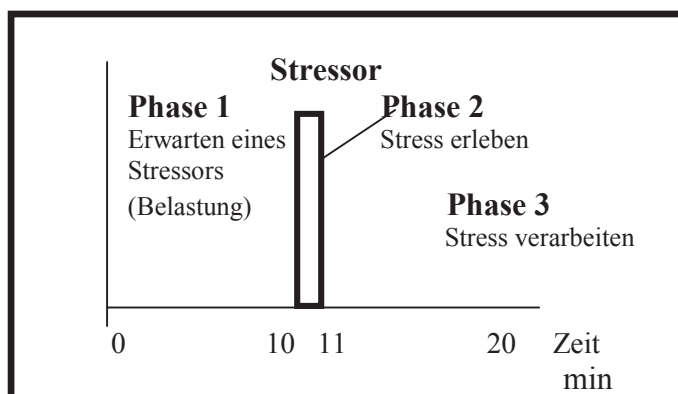 Stressor
Phase 1
Erwarten eines
Stressors
(Belastung)
Phase 2
Stress erleben
Phase 3
Stress verarbeiten
0 10 11 20 Zeit
min